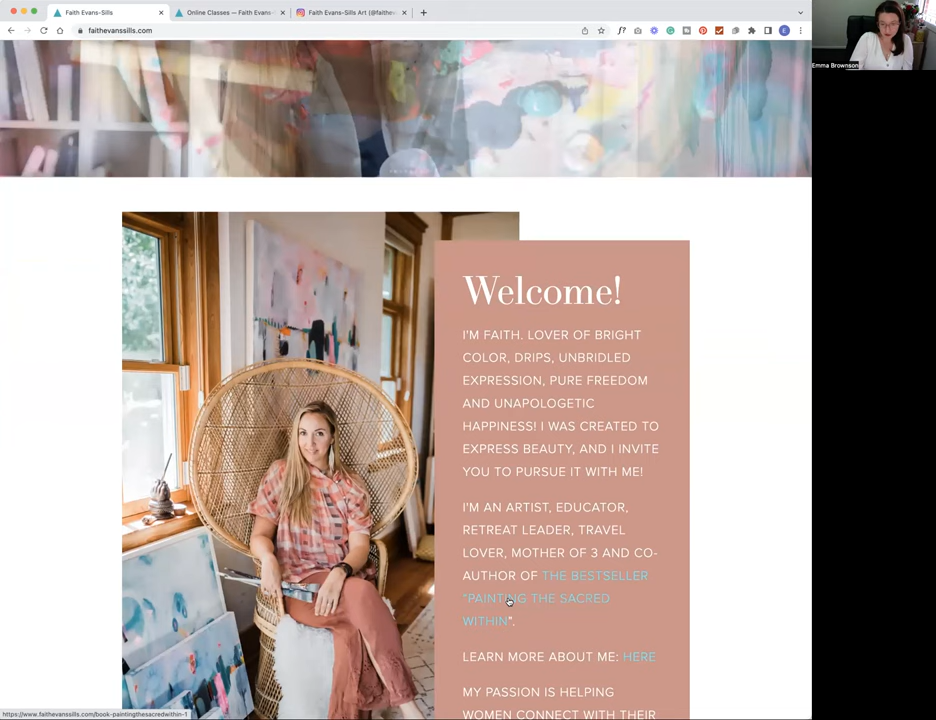 Faith Evans-Sills
Online Classes — Faith Evans-
Faith Evans-Sills Art (@faithev
faithevanssills.com
Emma Brownson
Welcome!
I'M FAITH. LOVER OF BRIGHT
COLOR, DRIPS, UNBRIDLED
EXPRESSION, PURE FREEDOM
AND UNAPOLOGETIC
HAPPINESS! I WAS CREATED TO
EXPRESS BEAUTY, AND I INVITE
YOU TO PURSUE IT WITH ME!
I'M AN ARTIST, EDUCATOR,
RETREAT LEADER, TRAVEL
LOVER, MOTHER OF 3 AND CO-
AUTHOR OF THE BESTSELLER
"PAINTING THE SACRED
WITHIN".
LEARN MORE ABOUT ME: HERE
MY PASSION IS HELPING
WOMEN CONNECT WITH THEIR
https://www.faithevanssills.com/book-paintingthesacredwithin-1